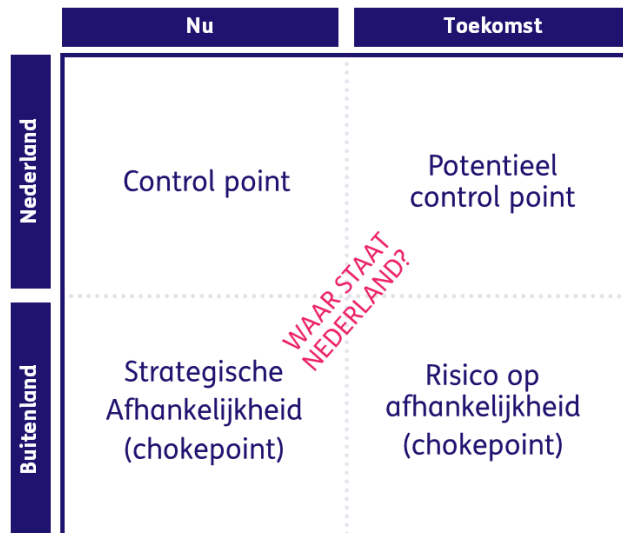 Nu
Toekomst
Nederland
Control point
Potentieel
control point
WAAR STAAT
NEDERLAND?
Buitenland
Strategische
Afhankelijkheid
(chokepoint)
Risico op
afhankelijkheid
(chokepoint)